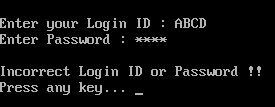 Enter your Login ID : ABCD
Enter Password : ****
Incorrect Login ID or Password !!
Press any key... _